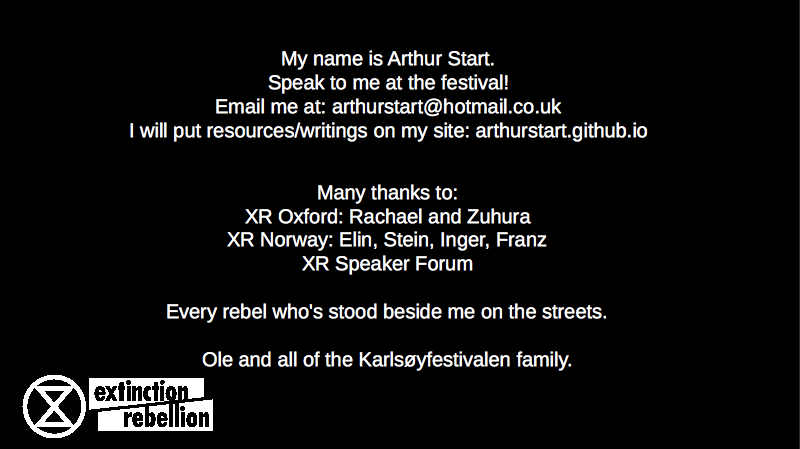 My name is Arthur Start.
Speak to me at the festival!
Email me at: arthurstart@hotmail.co.uk
I will put resources/writings on my site: arthurstart.github.io
Many thanks to:
XR Oxford: Rachael and Zuhura
XR Norway: Elin, Stein, Inger, Franz
XR Speaker Forum
Every rebel who's stood beside me on the streets.
Ole and all of the Karlsøyfestivalen family.
extinction
rebellion